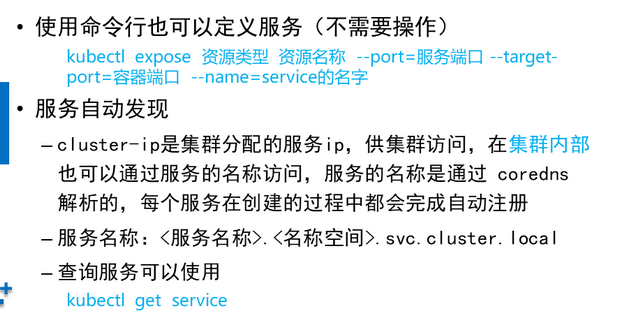 • 使用命令行也可以定义服务（不需要操作）
kubectl expose 资源类型 资源名称 --port=服务端口 --target-
port=容器端口 --name=service的名字
• 服务自动发现
– cluster-ip是集群分配的服务ip，供集群访问，在集群内部
也可以通过服务的名称访问，服务的名称是通过 coredns
解析的，每个服务在创建的过程中都会完成自动注册
– 服务名称：<服务名称>.<名称空间>.svc.cluster.local
– 查询服务可以使用
kubectl get service